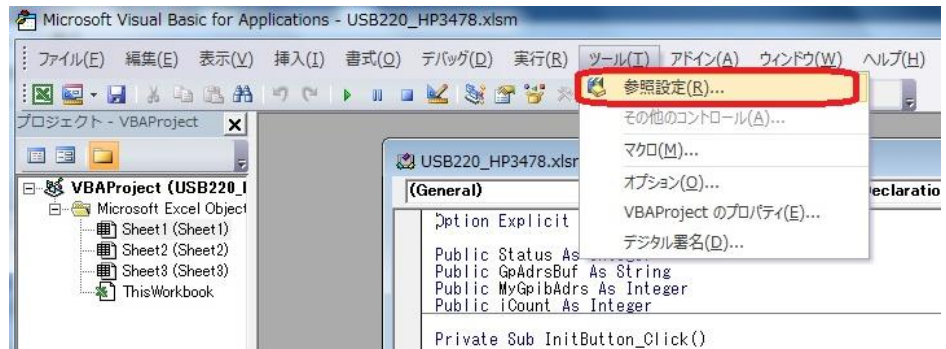 Microsoft Visual Basic for Applications - USB220_HP3478.xlsm
ファイル(F) 編集(E) 表示(V) 挿入(I) 書式(O) デバッグ(D) 実行(R) ツール(T) アドイン(A) ウィンドウ(W) ヘルプ(H)
参照設定(R)...
その他のコントロール(A)...
マクロ(M)...
オプション(O)...
VBAProject のプロパティ(E)...
デジタル署名(D)...
プロジェクト - VBAProject
VBAProject (USB220_
Microsoft Excel Object
Sheet1 (Sheet1)
Sheet2 (Sheet2)
Sheet3 (Sheet3)
ThisWorkbook
USB220_HP3478.xlsm
(General)
Option Explicit
Public Status As Integer
Public GpAdrsBuf As String
Public MyGpibAdrs As Integer
Public iCount As Integer
Private Sub InitButton_Click()